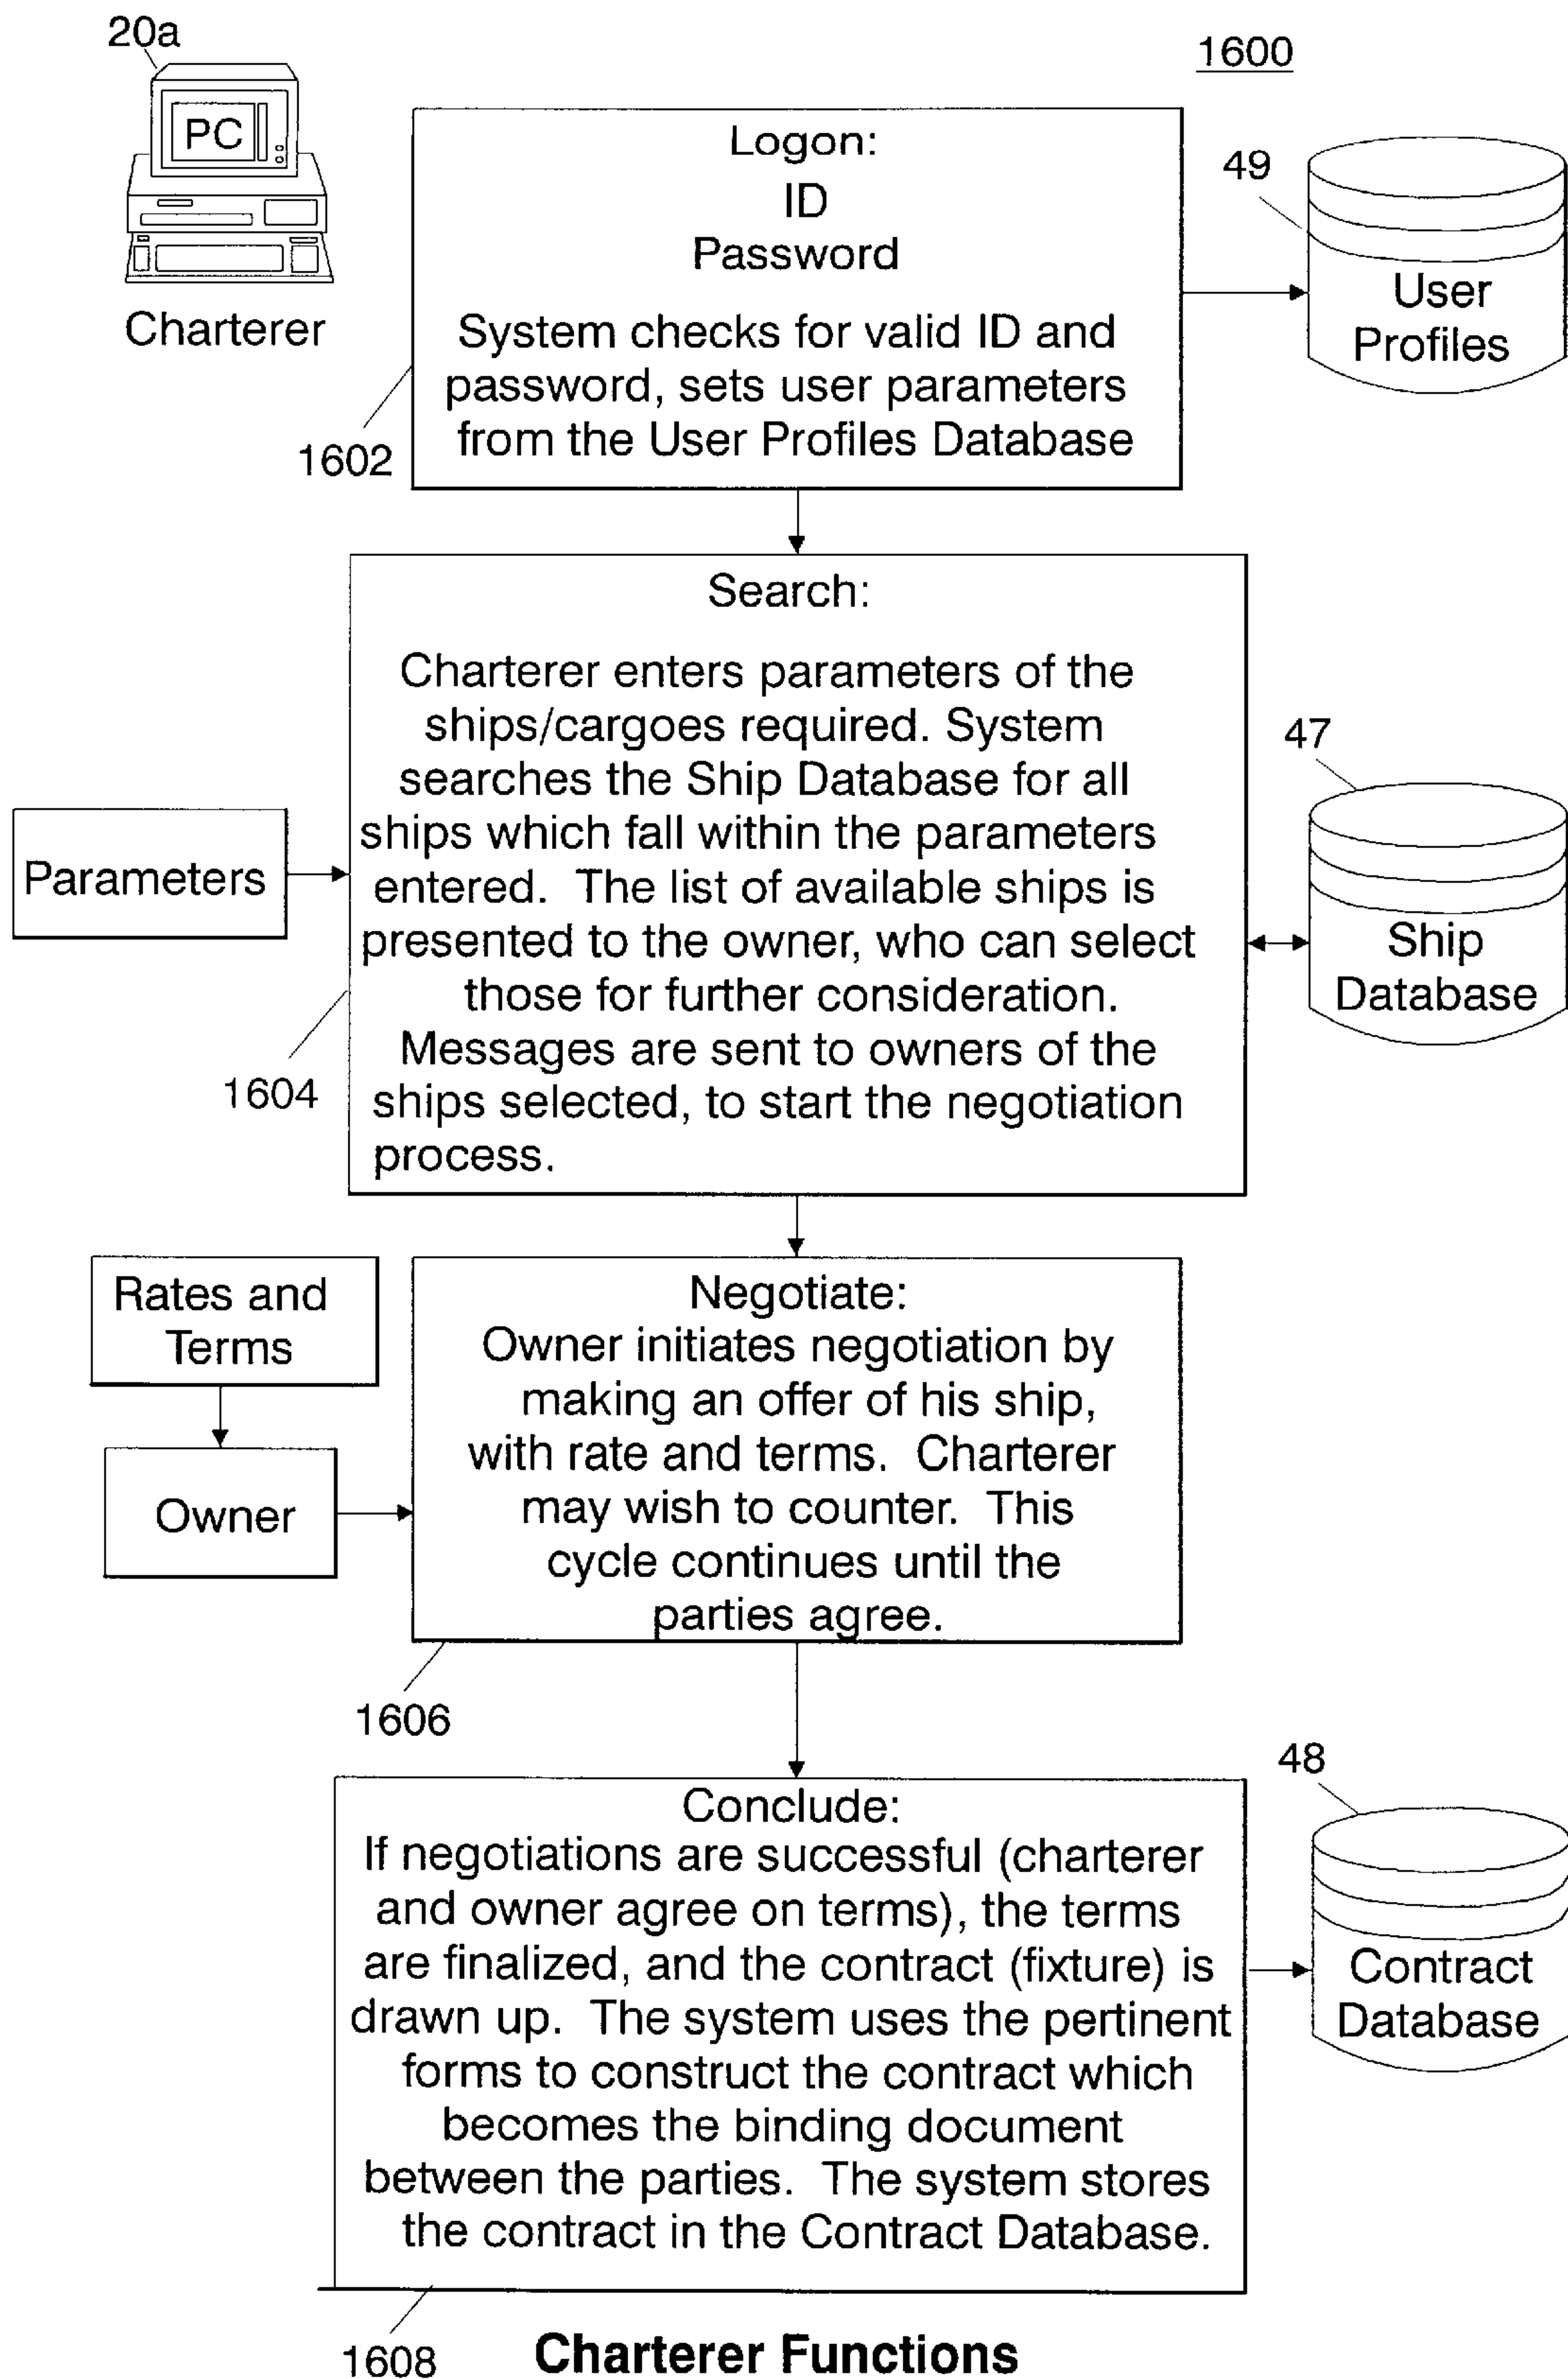 20a
1600
PC
Charterer
Logon:
ID
Password
System checks for valid ID and
password, sets user parameters
from the User Profiles Database
1602
49
User
Profiles
Search:
Charterer enters parameters of the
ships/cargoes required. System
searches the Ship Database for all
ships which fall within the parameters
entered. The list of available ships is
presented to the owner, who can select
those for further consideration.
Messages are sent to owners of the
ships selected, to start the negotiation
process.
Parameters
1604
47
Ship
Database
Rates and
Terms
Owner
Negotiate:
Owner initiates negotiation by
making an offer of his ship,
with rate and terms. Charterer
may wish to counter. This
cycle continues until the
parties agree.
1606
Conclude:
If negotiations are successful (charterer
and owner agree on terms), the terms
are finalized, and the contract (fixture) is
drawn up. The system uses the pertinent
forms to construct the contract which
becomes the binding document
between the parties. The system stores
the contract in the Contract Database.
48
Contract
Database
1608
Charterer Functions